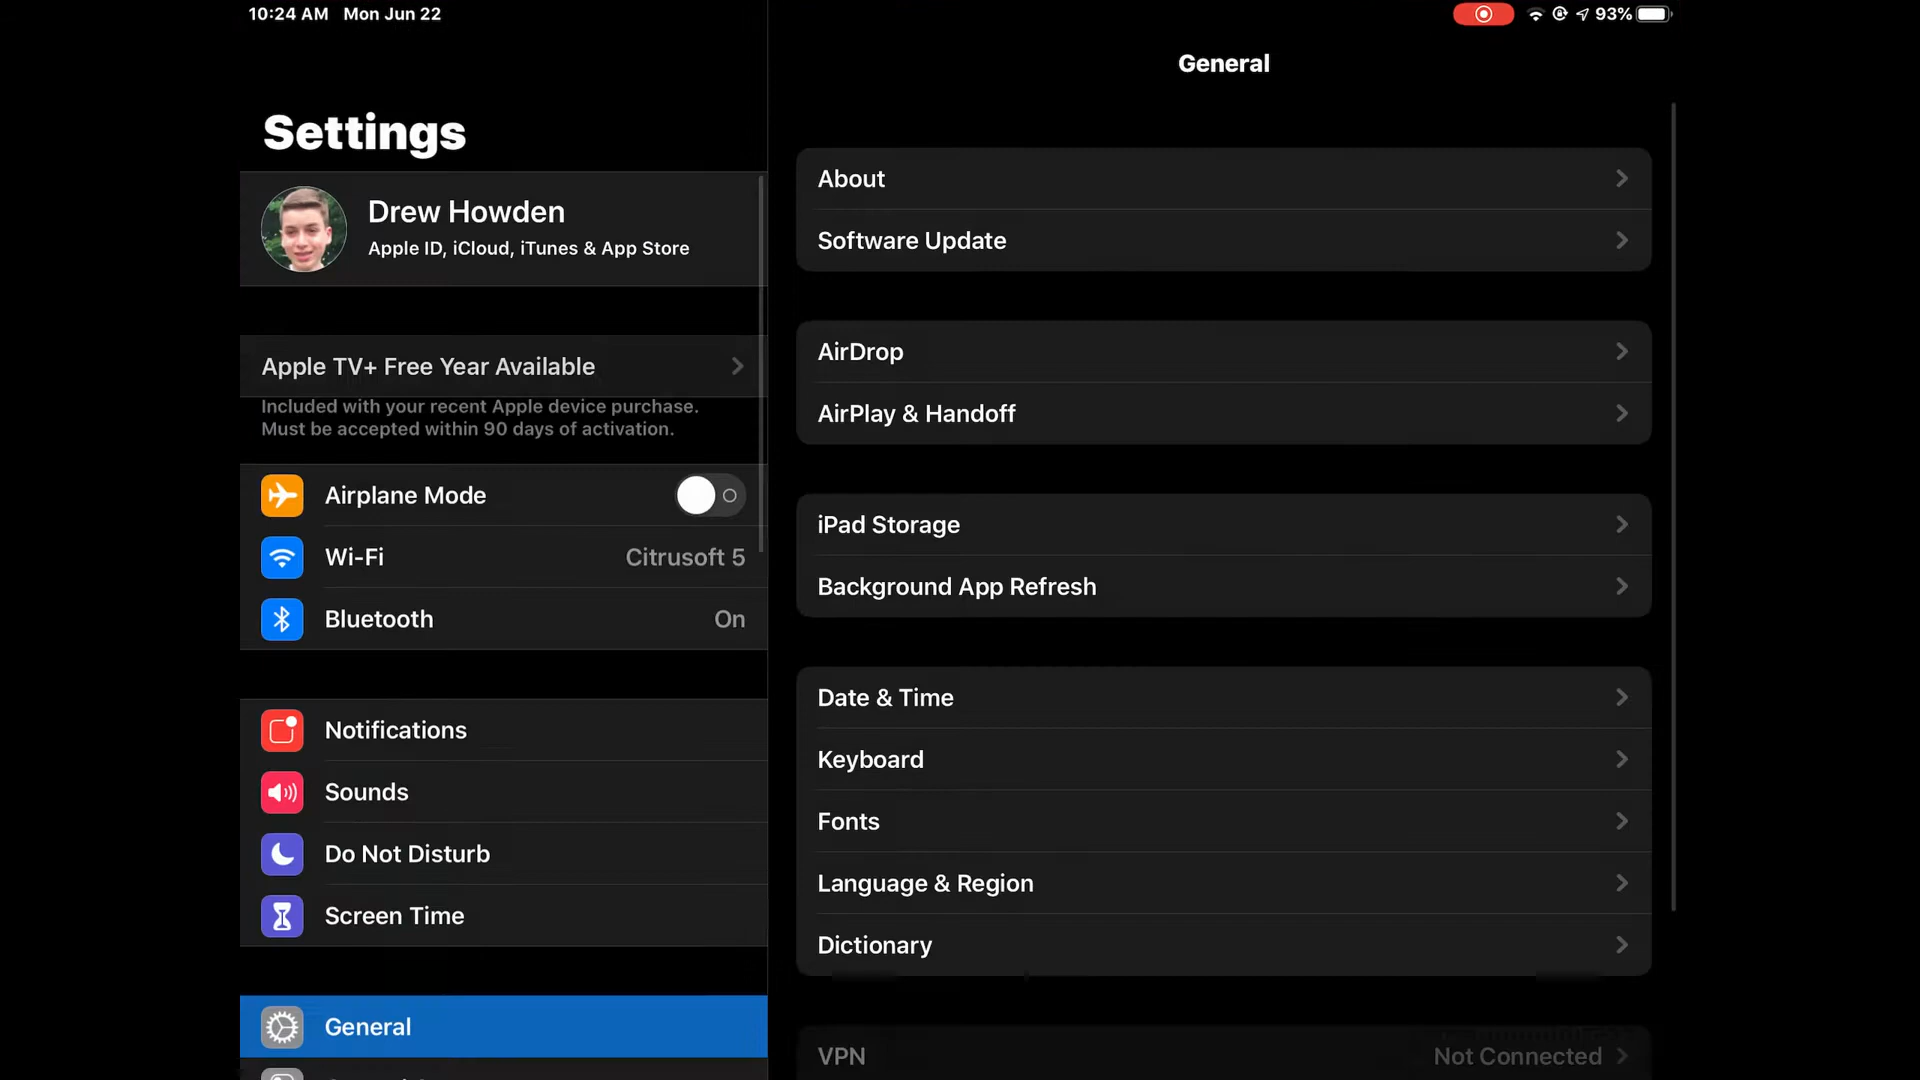 10:24 AM Mon Jun 22
93%
Settings
Drew Howden
Apple ID, iCloud, iTunes & App Store
Apple TV+ Free Year Available
Included with your recent Apple device purchase.
Must be accepted within 90 days of activation.
Airplane Mode
Wi-Fi Citrusoft 5
Bluetooth On
Notifications
Sounds
Do Not Disturb
Screen Time
General
General
About
Software Update
AirDrop
AirPlay & Handoff
iPad Storage
Background App Refresh
Date & Time
Keyboard
Fonts
Language & Region
Dictionary
VPN Not Connected